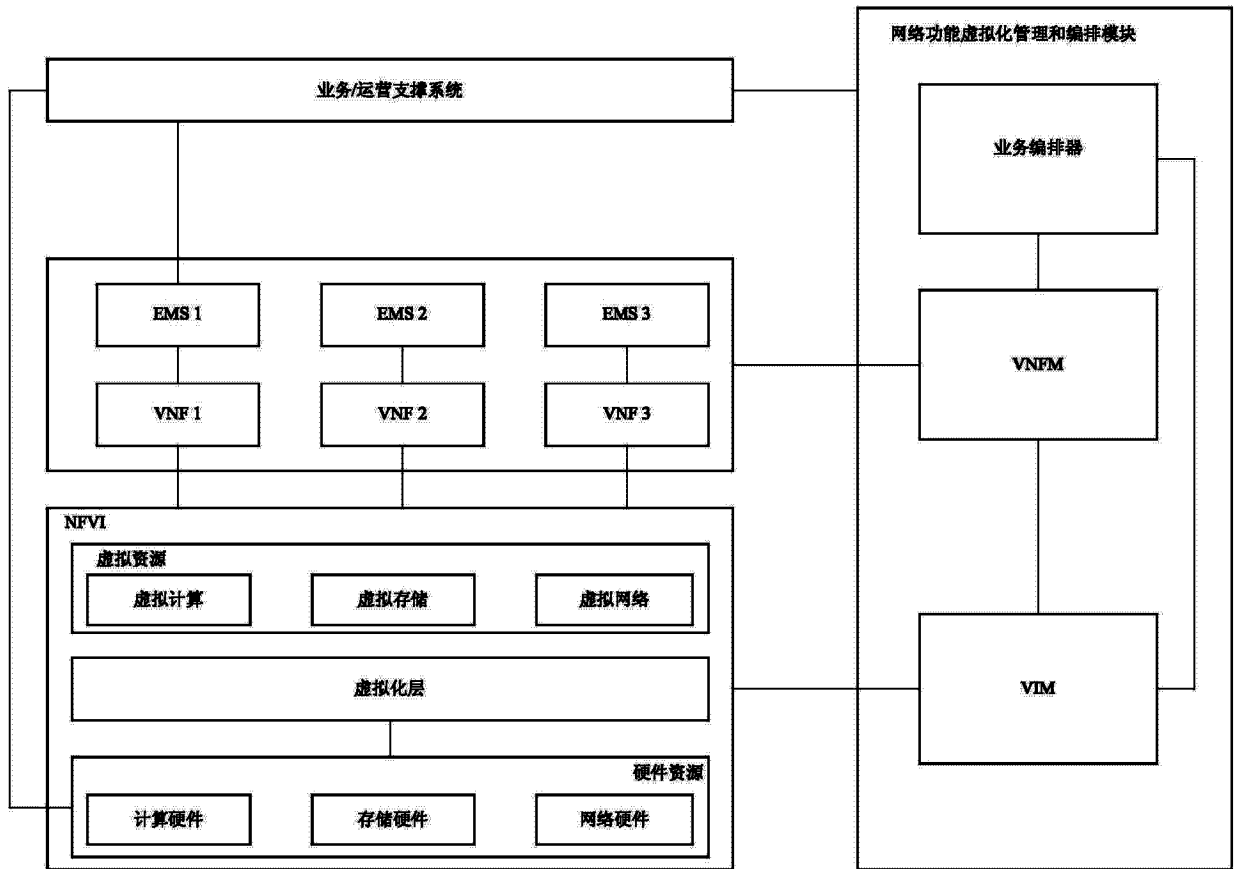 网络功能虚拟化管理和编排模块
业务/运营支撑系统
业务编排器
EMS 1
EMS 2
EMS 3
VNFM
VNF 1
VNF 2
VNF 3
NFVI
虚拟资源
虚拟计算
虚拟存储
虚拟网络
虚拟化层
VIM
硬件资源
计算硬件
存储硬件
网络硬件